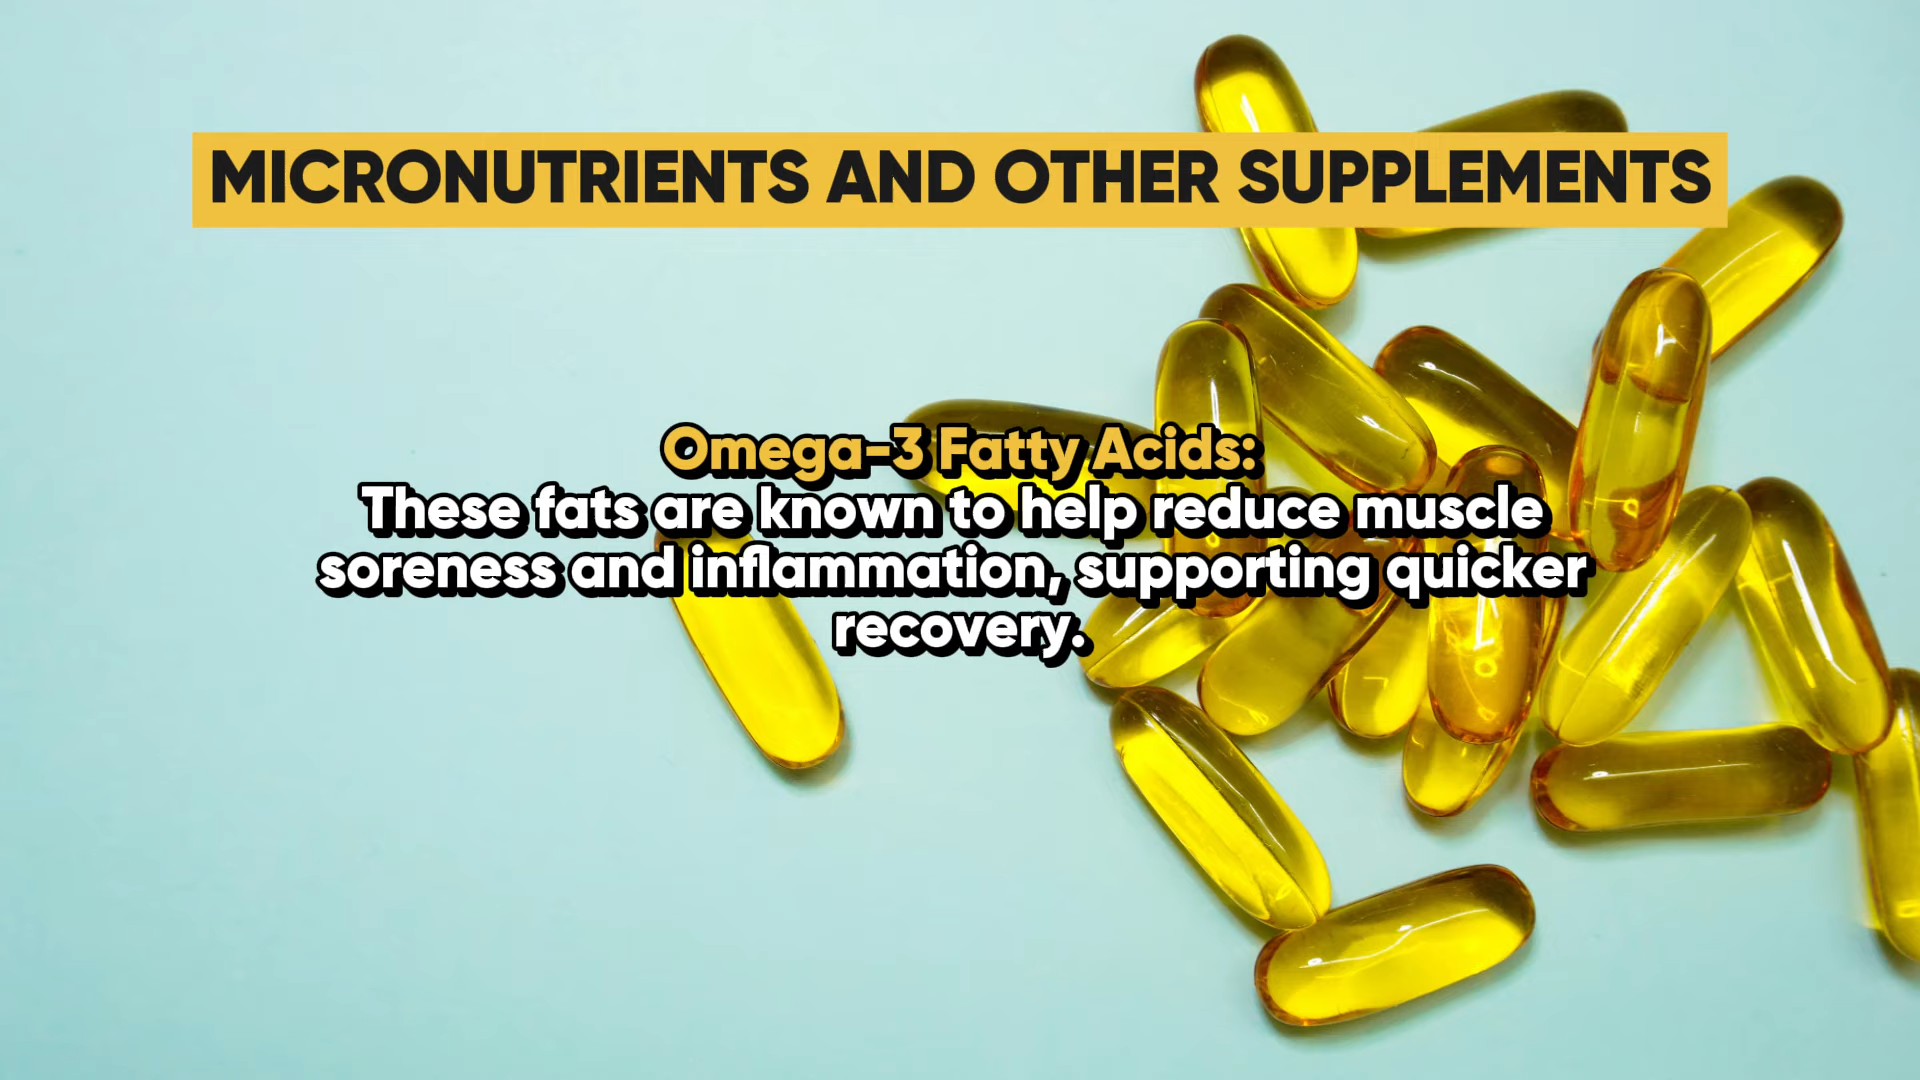 MICRONUTRIENTS AND OTHER SUPPLEMENTS
Omega-3 Fatty Acids:
These fats are known to help reduce muscle
soreness and inflammation, supporting quicker
recovery.